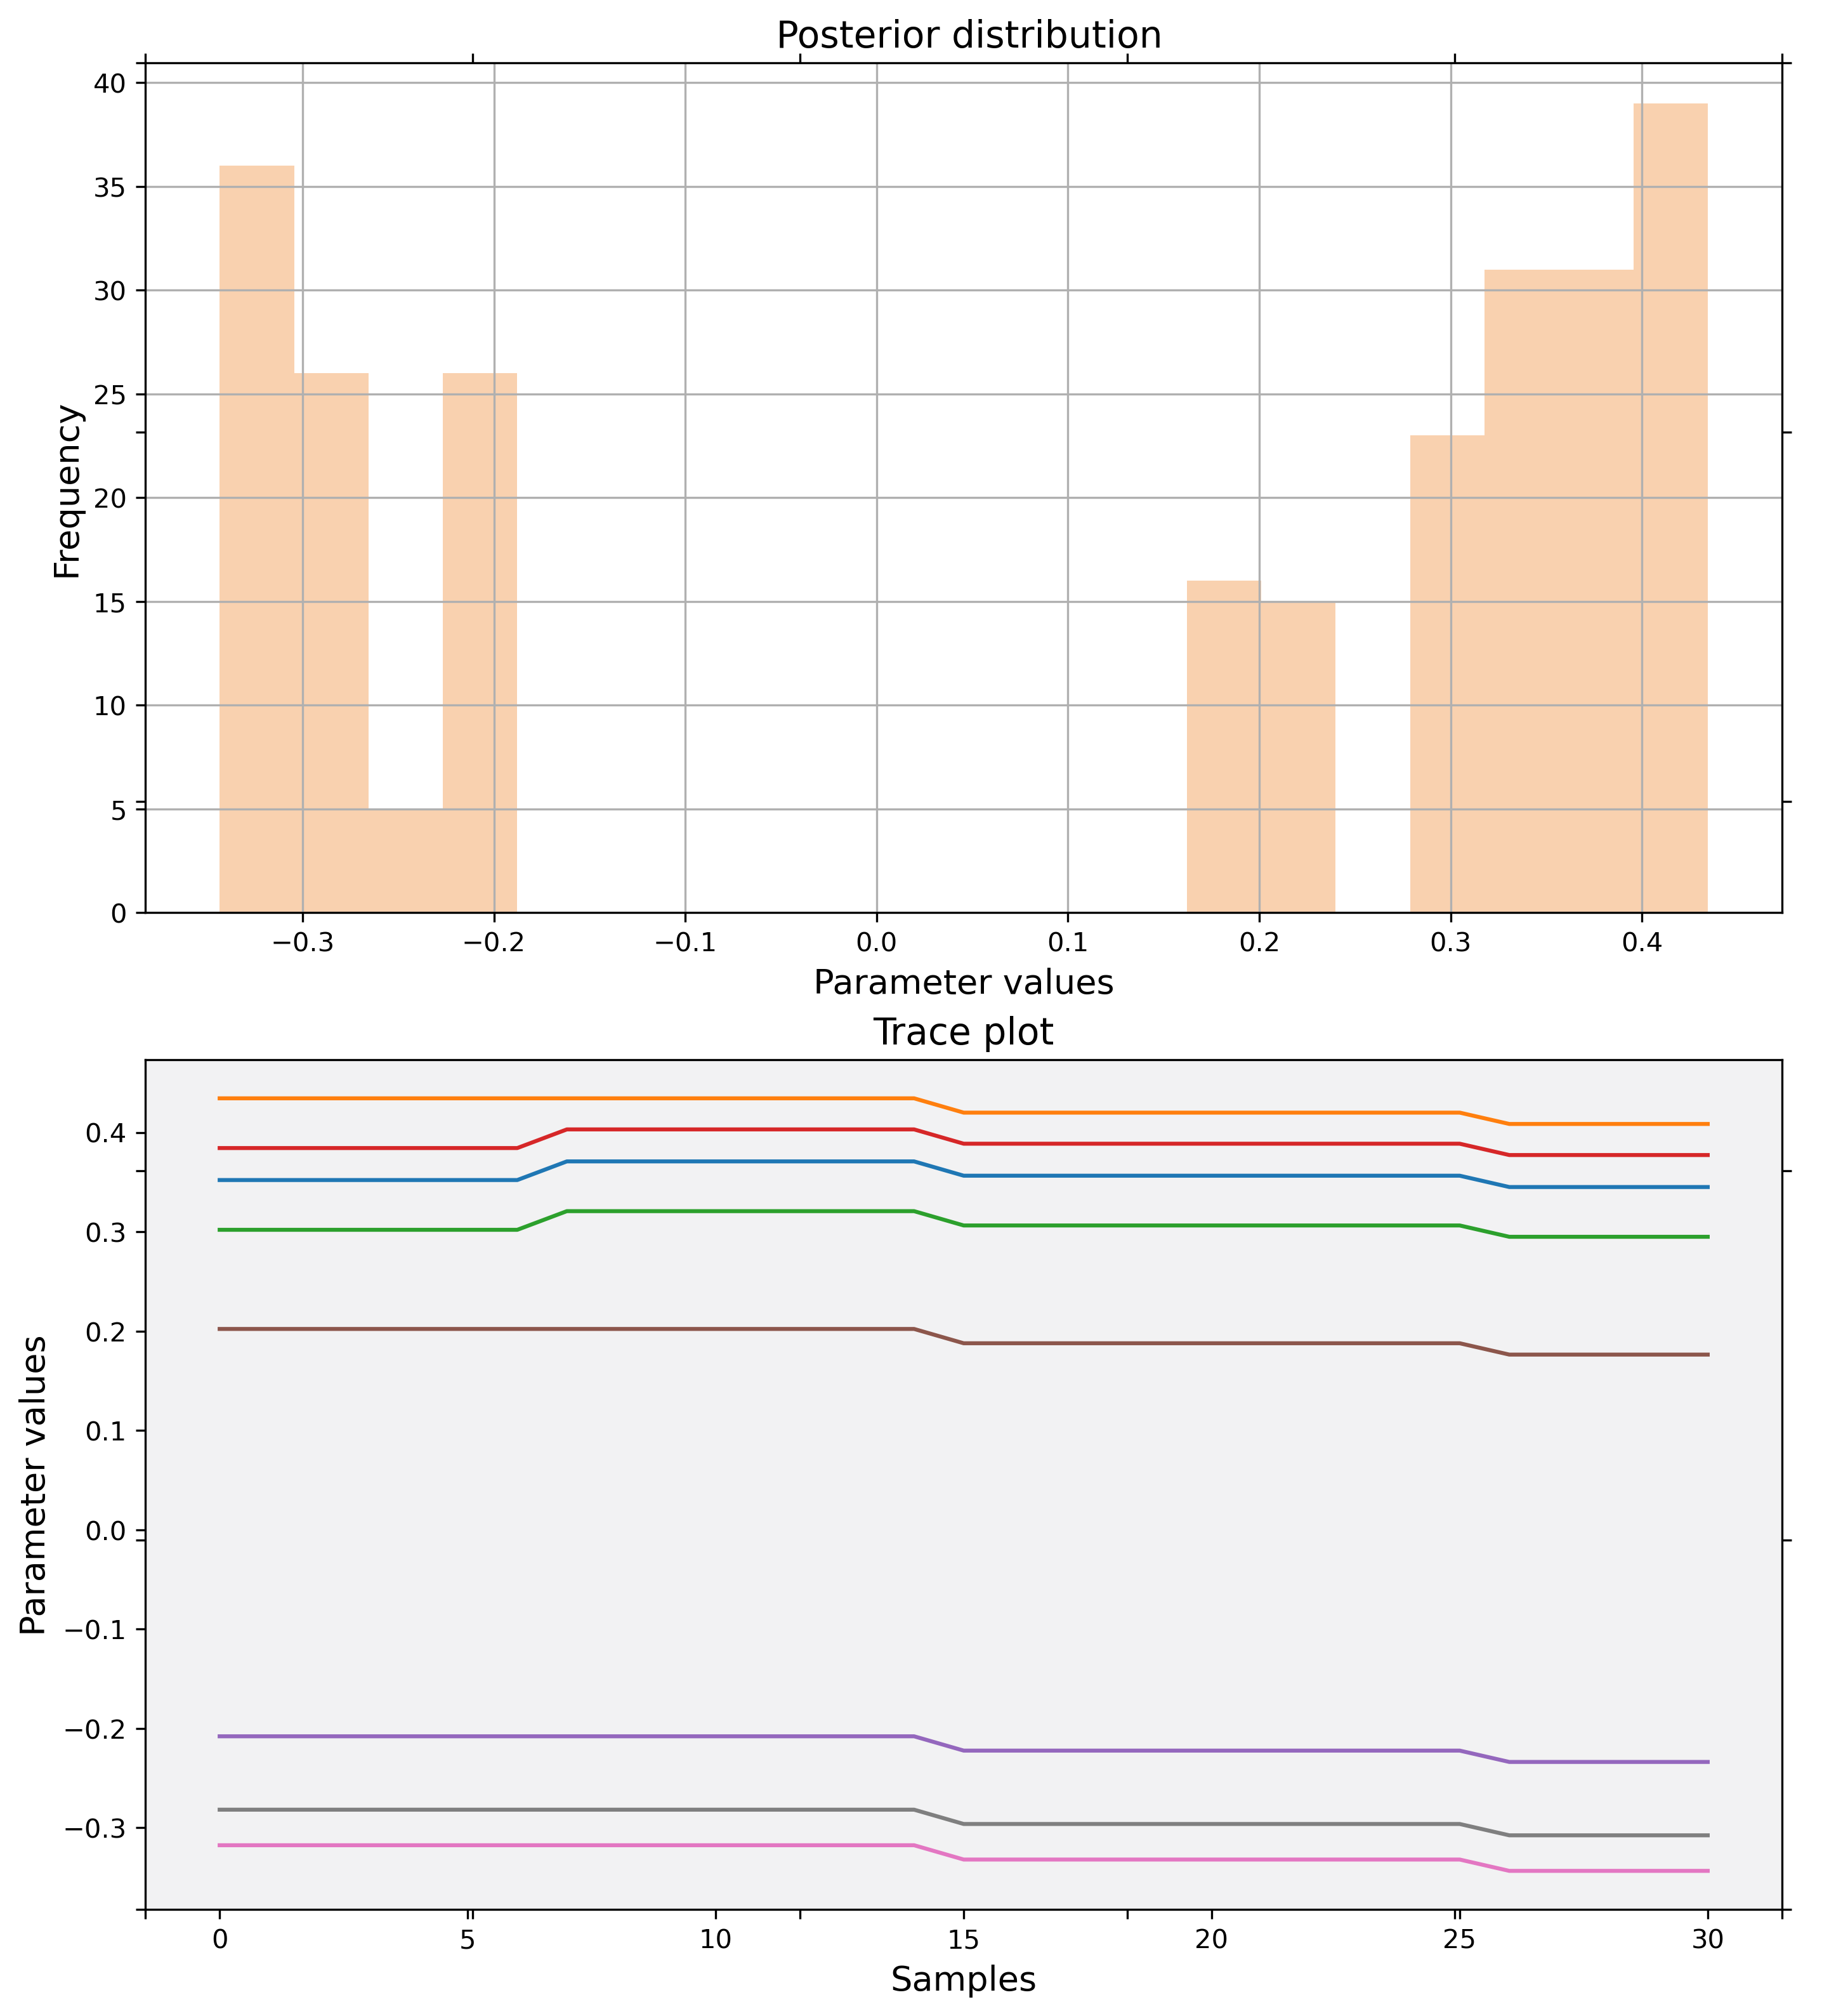 Posterior distribution
40
35
30
25
20
15
10
5
0
Frequency
−0.3 −0.2 −0.1 0.0 0.1 0.2 0.3 0.4
Parameter values
Trace plot
0.4
0.3
0.2
0.1
0.0
−0.1
−0.2
−0.3
Parameter values
0 5 10 15 20 25 30
Samples